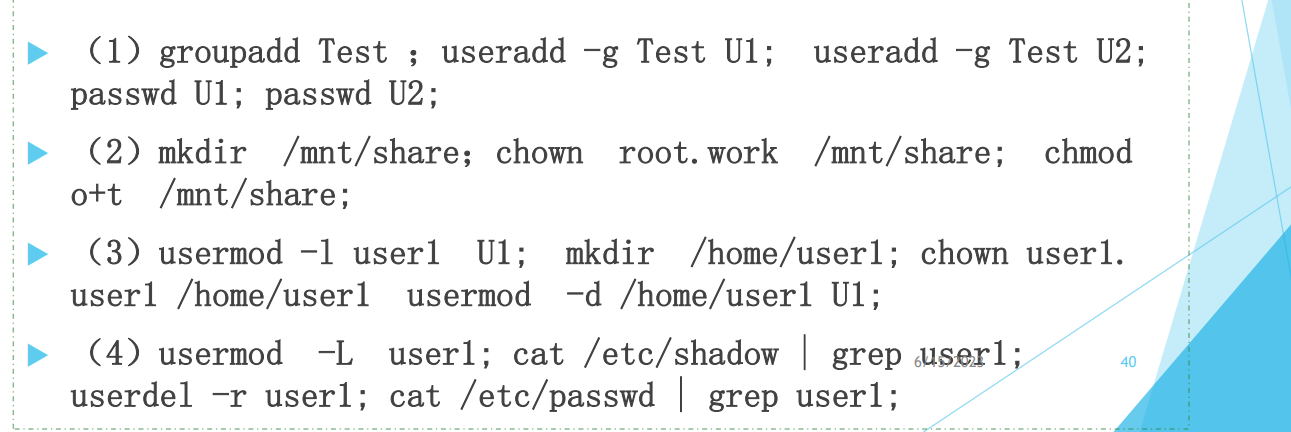 （1）groupadd Test ；useradd -g Test U1;  useradd -g Test U2;
passwd U1; passwd U2;
（2）mkdir  /mnt/share；chown  root.work  /mnt/share;  chmod
o+t  /mnt/share;
（3）usermod -l user1  U1;  mkdir  /home/user1; chown user1.
user1 /home/user1  usermod  -d /home/user1 U1;
（4）usermod  -L  user1; cat /etc/shadow | grep user1;
6/15/2023
40
userdel -r user1; cat /etc/passwd | grep user1;